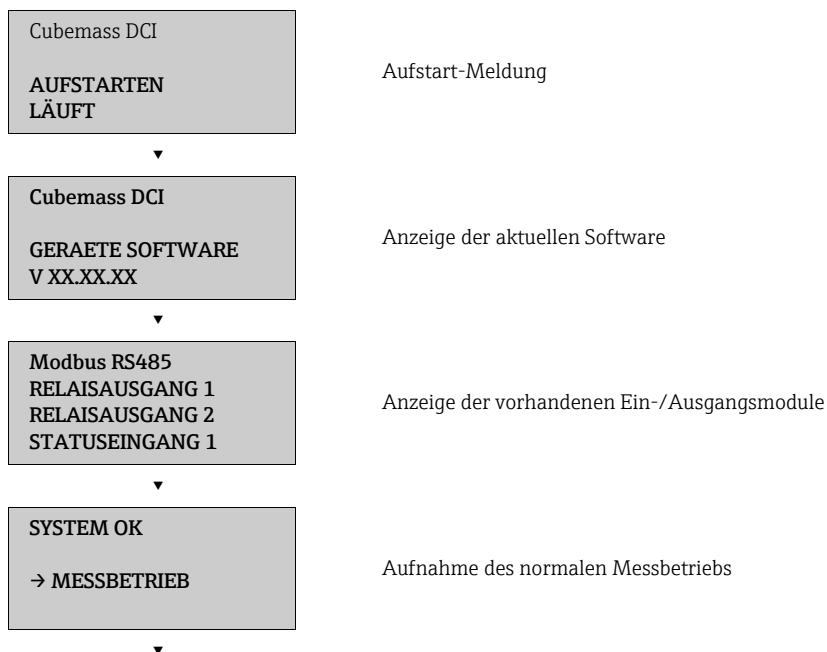 Cubemass DCI
AUFSTARTEN
LÄUFT
Aufstart-Meldung
▼
Cubemass DCI
GERAETE SOFTWARE
V XX.XX.XX
Anzeige der aktuellen Software
▼
Modbus RS485
RELAISAUSGANG 1
RELAISAUSGANG 2
STATUSEINGANG 1
Anzeige der vorhandenen Ein-/Ausgangsmodule
▼
SYSTEM OK
→ MESSBETRIEB
Aufnahme des normalen Messbetriebs
▼